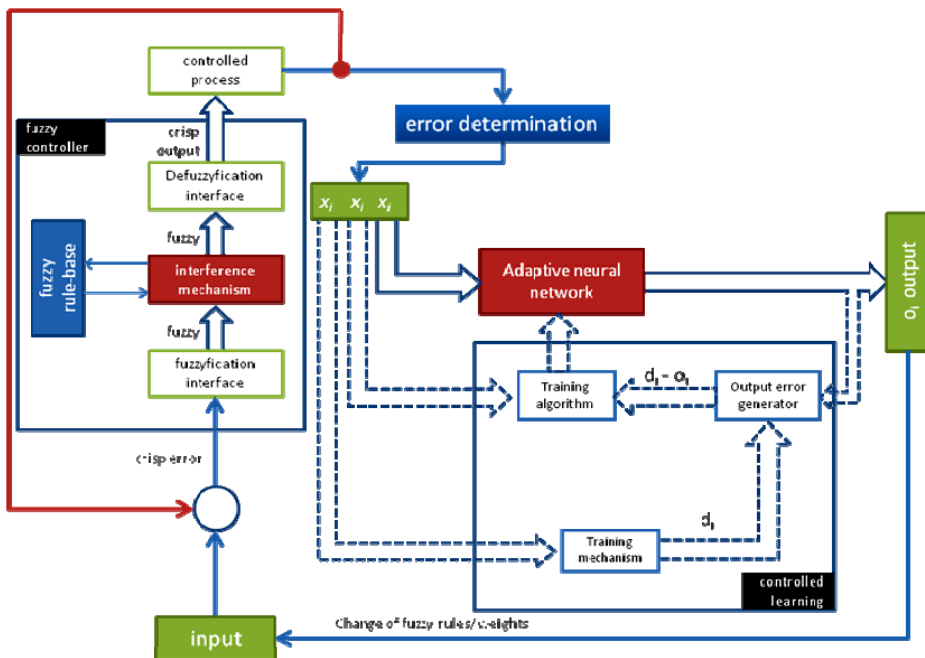 controlled
process
fuzzy
controller
crisp
output
error determination
Defuzzyfication
interface
xi xi xi
fuzzy
fuzzy
rule-base
interference
mechanism
Adaptive neural
network
oi output
fuzzy
fuzzyfication
interface
Training
algorithm
di - oi
Output error
generator
crisp error
di
Training
mechanism
controlled
learning
Change of fuzzy rules/weights
input